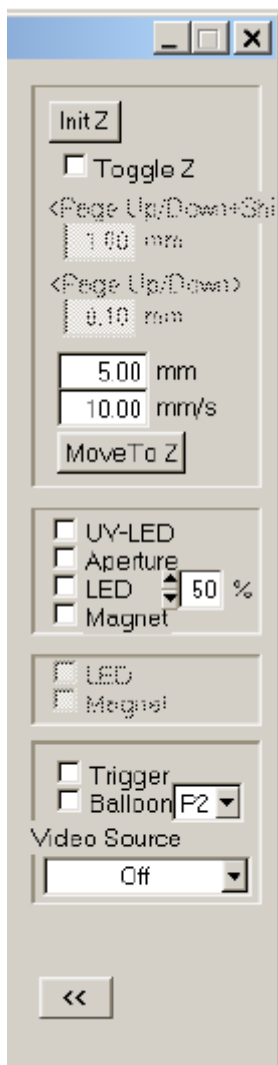 Init Z
Toggle Z
<Page Up/Down+Shi
1.00 mm
<Page Up/Down>
0.10 mm
5.00 mm
10.00 mm/s
MoveTo Z
UV-LED
Aperture
LED 50 %
Magnet
LED
Magnet
Trigger
Balloon P2
Video Source
Off
<<